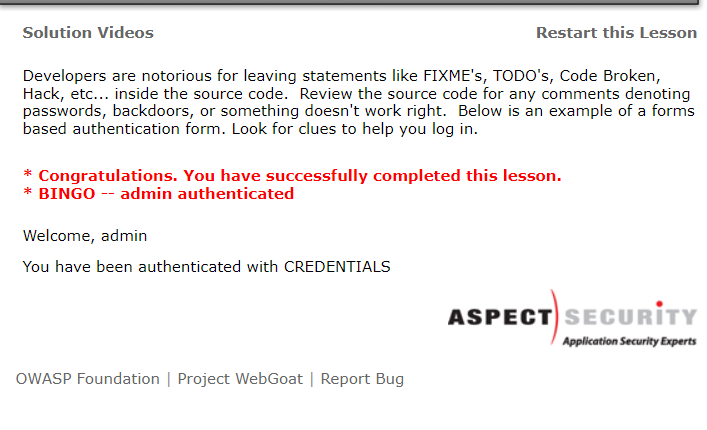 Solution Videos Restart this Lesson
Developers are notorious for leaving statements like FIXME's, TODO's, Code Broken,
Hack, etc... inside the source code.  Review the source code for any comments denoting
passwords, backdoors, or something doesn't work right.  Below is an example of a forms
based authentication form. Look for clues to help you log in.
* Congratulations. You have successfully completed this lesson.
* BINGO -- admin authenticated
Welcome, admin
You have been authenticated with CREDENTIALS
ASPECT SECURITY
Application Security Experts
OWASP Foundation | Project WebGoat | Report Bug